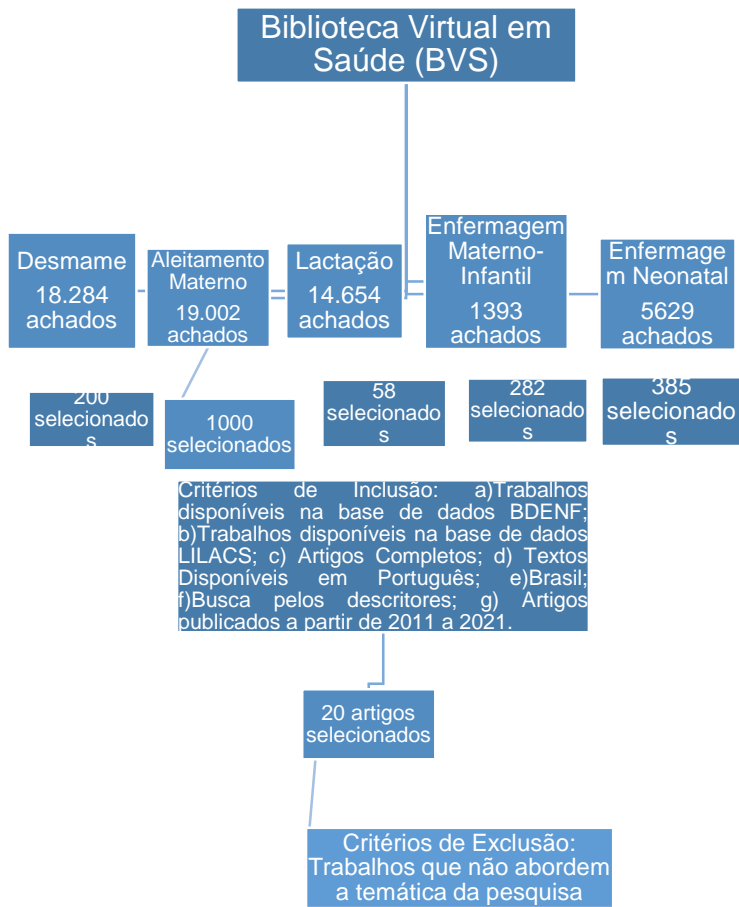 Biblioteca Virtual em
Saúde (BVS)
Desmame
18.284
achados
Aleitamento
Materno
19.002
achados
Lactação
14.654
achados
Enfermagem
Materno-
Infantil
1393
achados
Enfermage
m Neonatal
5629
achados
200
selecionado
s
1000
selecionados
58
selecionado
s
282
selecionado
s
385
selecionado
s
Critérios de Inclusão: a)Trabalhos
disponíveis na base de dados BDENF;
b)Trabalhos disponíveis na base de dados
LILACS; c) Artigos Completos; d) Textos
Disponíveis em Português; e)Brasil;
f)Busca pelos descritores; g) Artigos
publicados a partir de 2011 a 2021.
20 artigos
selecionados
Critérios de Exclusão:
Trabalhos que não abordem
a temática da pesquisa